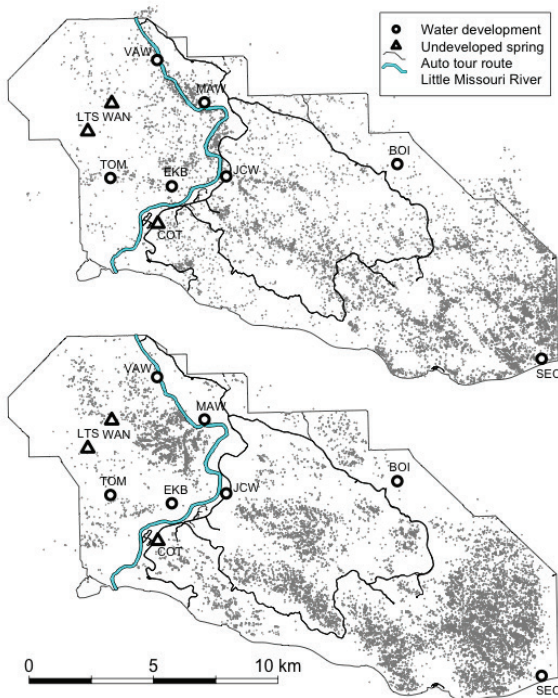 Water development
Undeveloped spring
Auto tour route
Little Missouri River
VAW
MAW
LTS WAN
BOI
TOM
EKB
JCW
COT
SEC
VAW
MAW
LTS WAN
BOI
TOM
EKB
JCW
COT
SEC
0 5 10 km